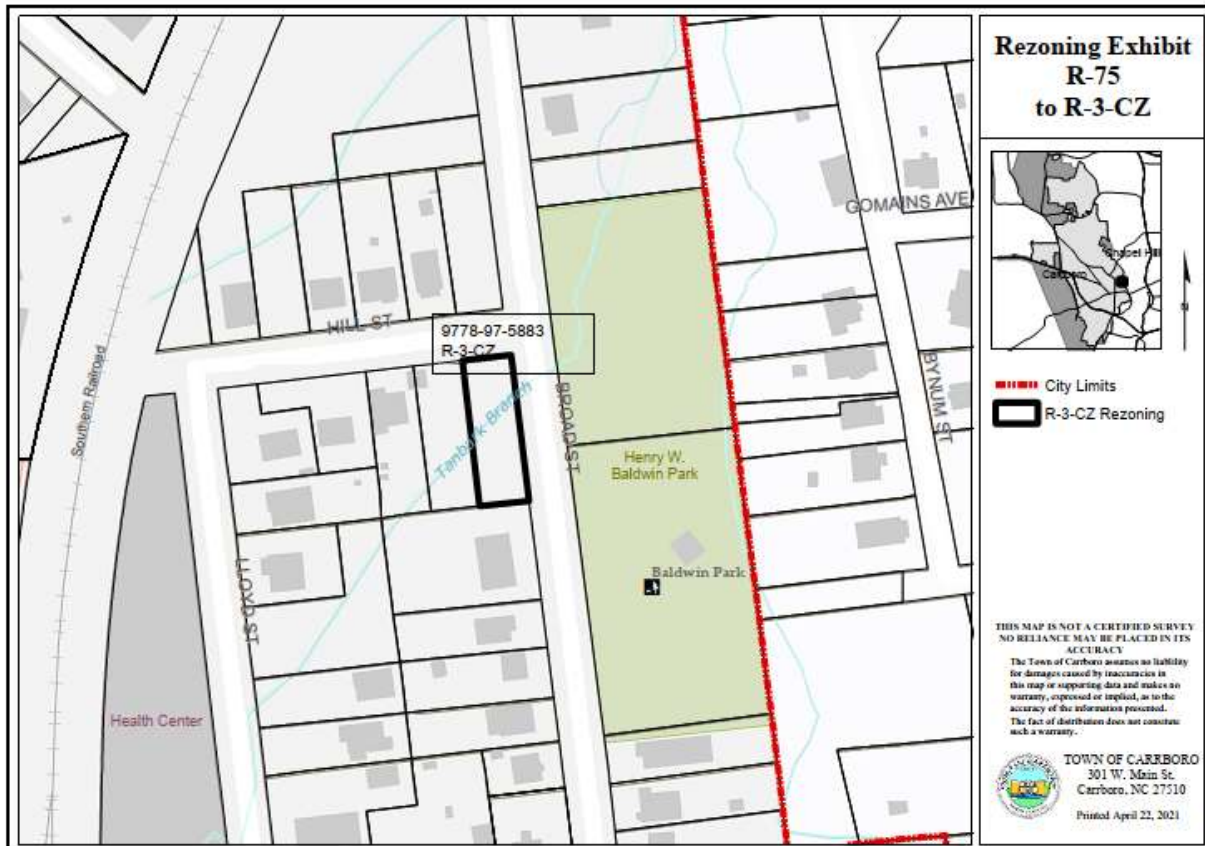 Rezoning Exhibit
R-75
to R-3-CZ
GOMAINS AVE
HILL ST
9778-97-5883
R-3-CZ
Southern Railroad
Tanbark-Branch
BROAD ST
BYNUM ST
Henry W.
Baldwin Park
Baldwin Park
LLOYD ST
Health Center
Chapel Hill
Carrboro
City Limits
R-3-CZ Rezoning
THIS MAP IS NOT A CERTIFIED SURVEY
NO RELIANCE MAY BE PLACED IN ITS
ACCURACY
The Town of Carrboro assumes no liability
for damages caused by inaccuracies in
this map or supporting data and makes no
warranty, expressed or implied, as to the
accuracy of the information presented.
The fact of distribution does not constitute
such a warranty.
TOWN OF CARRBORO
301 W. Main St.
Carrboro, NC 27510
Printed April 22, 2021